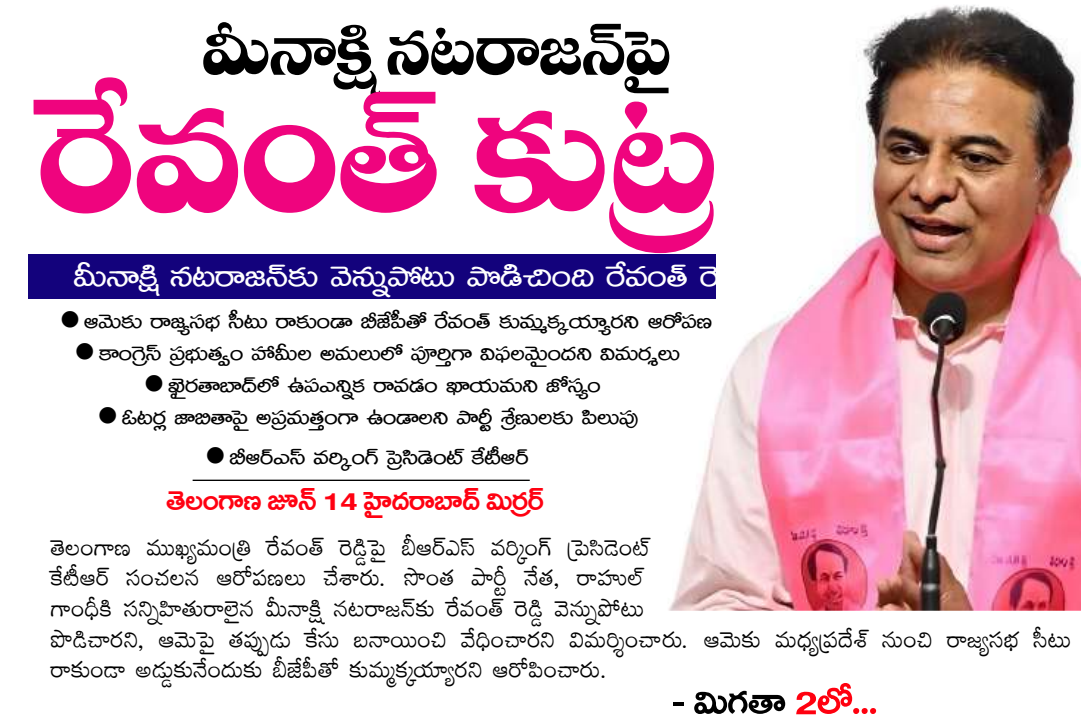 మీనాక్షి నటరాజన్‌పై
రేవంత్ కుట్ర
మీనాక్షి నటరాజన్‌కు వెన్నుపోటు పొడిచింది రేవంత్ రె
● ఆమెకు రాజ్యసభ సీటు రాకుండా బీజేపీతో రేవంత్ కుమ్మక్కయ్యారని ఆరోపణ
● కాంగ్రెస్ ప్రభుత్వం హామీల అమలులో పూర్తిగా విఫలమైందని విమర్శలు
● ఖైరతాబాద్‌లో ఉపఎన్నిక రావడం ఖాయమని జోస్యం
● ఓటర్ల జాబితాపై అప్రమత్తంగా ఉండాలని పార్టీ శ్రేణులకు పిలుపు
● బీఆర్ఎస్ వర్కింగ్ ప్రెసిడెంట్ కేటీఆర్
తెలంగాణ జూన్ 14 హైదరాబాద్ మిర్రర్
తెలంగాణ ముఖ్యమంత్రి రేవంత్ రెడ్డిపై బీఆర్ఎస్ వర్కింగ్ ప్రెసిడెంట్
కేటీఆర్ సంచలన ఆరోపణలు చేశారు. సొంత పార్టీ నేత, రాహుల్
గాంధీకి సన్నిహితురాలైన మీనాక్షి నటరాజన్‌కు రేవంత్ రెడ్డి వెన్నుపోటు
పొడిచారని, ఆమెపై తప్పుడు కేసు బనాయించి వేధించారని విమర్శించారు. ఆమెకు మధ్యప్రదేశ్ నుంచి రాజ్యసభ సీటు
రాకుండా అడ్డుకునేందుకు బీజేపీతో కుమ్మక్కయ్యారని ఆరోపించారు.
- మిగతా 2లో...